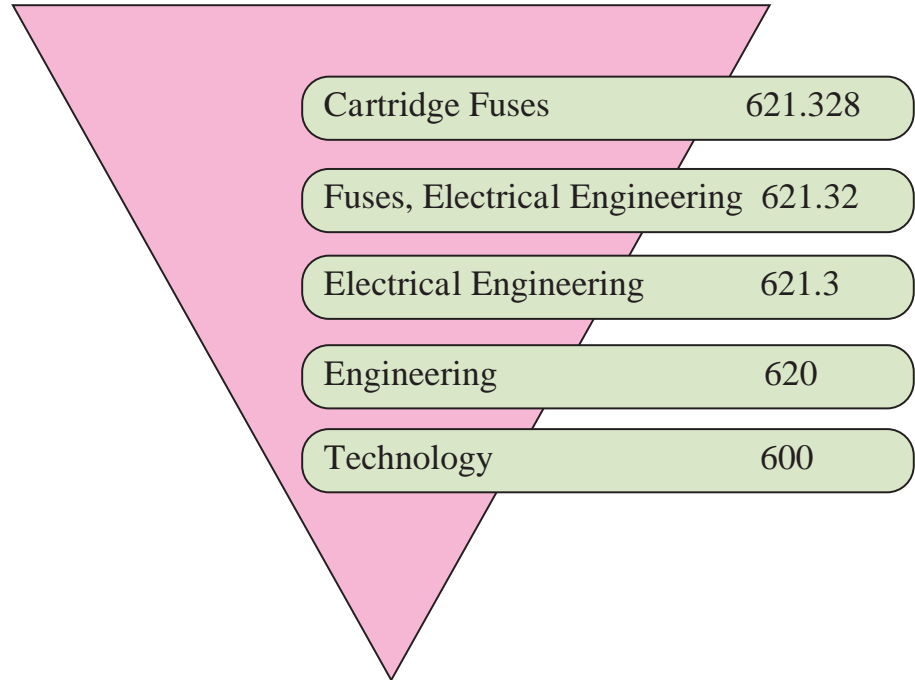 Cartridge Fuses 621.328
Fuses, Electrical Engineering 621.32
Electrical Engineering 621.3
Engineering 620
Technology 600